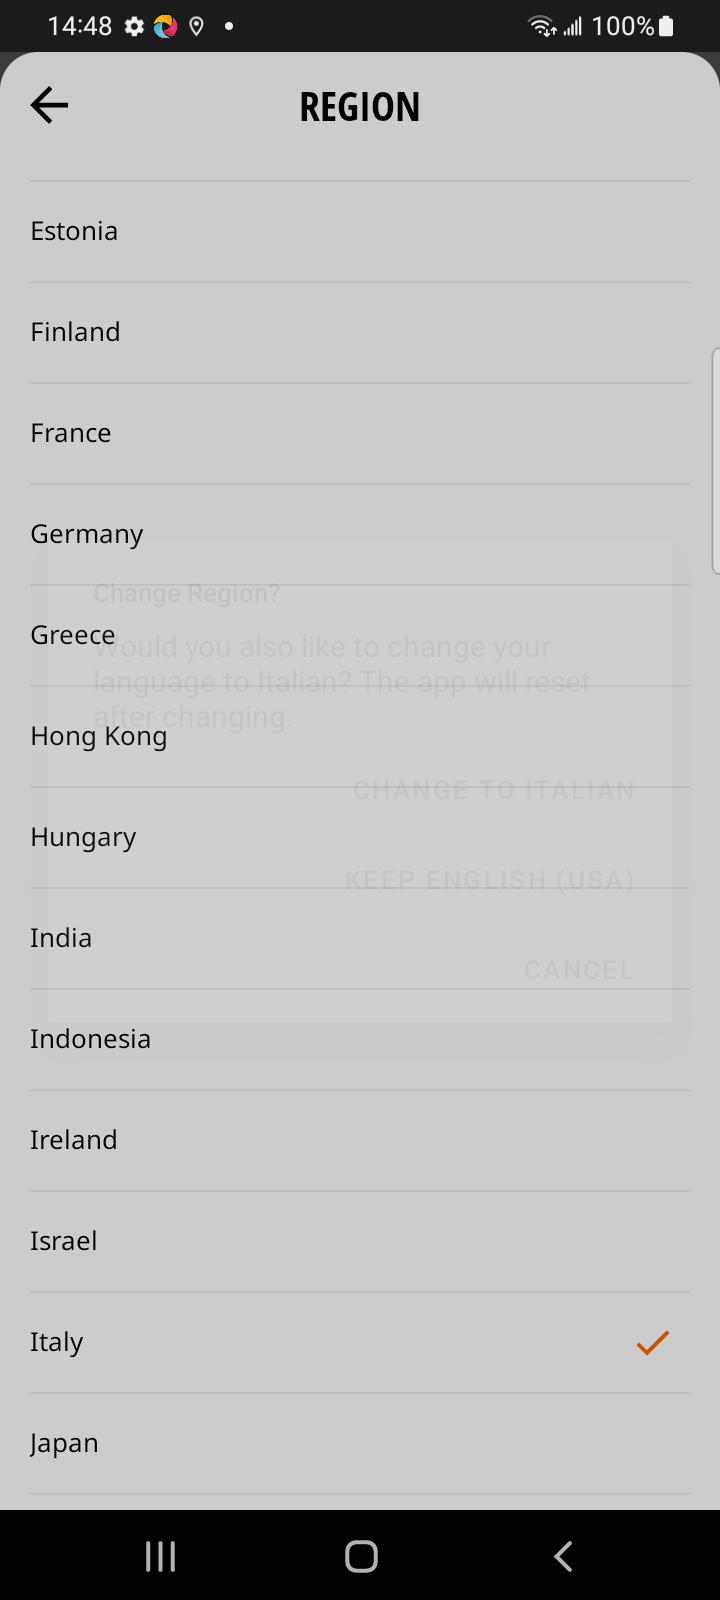 14:48 100%
REGION
Estonia
Finland
France
Germany
Change Region?
Greece
Would you also like to change your
language to Italian? The app will reset
after changing.
Hong Kong
CHANGE TO ITALIAN
Hungary
KEEP ENGLISH (USA)
India
CANCEL
Indonesia
Ireland
Israel
Italy
Japan